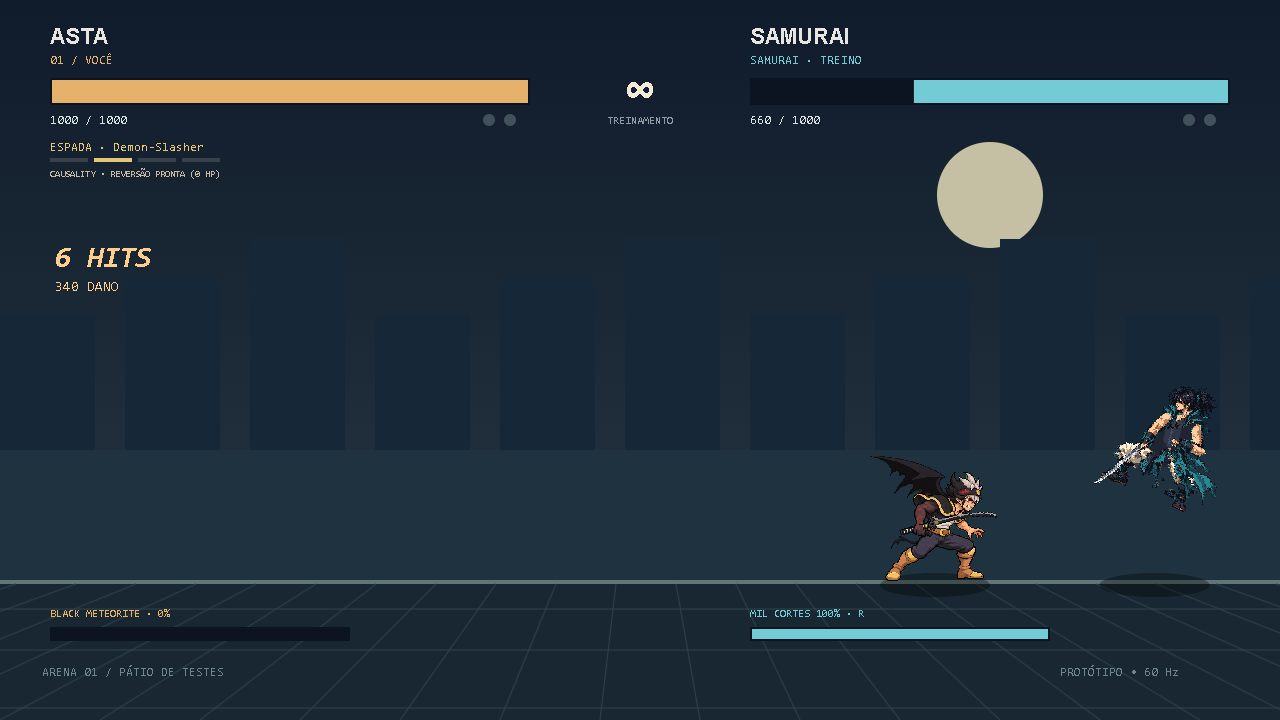 ASTA
01 / VOCÊ
1000 / 1000
ESPADA · Demon-Slasher
CAUSALITY · REVERSÃO PRONTA (0 HP)
6 HITS
340 DANO
∞
TREINAMENTO
SAMURAI
SAMURAI · TREINO
660 / 1000
BLACK METEORITE · 0%
MIL CORTES 100% · R
ARENA 01 / PÁTIO DE TESTES
PROTÓTIPO • 60 Hz